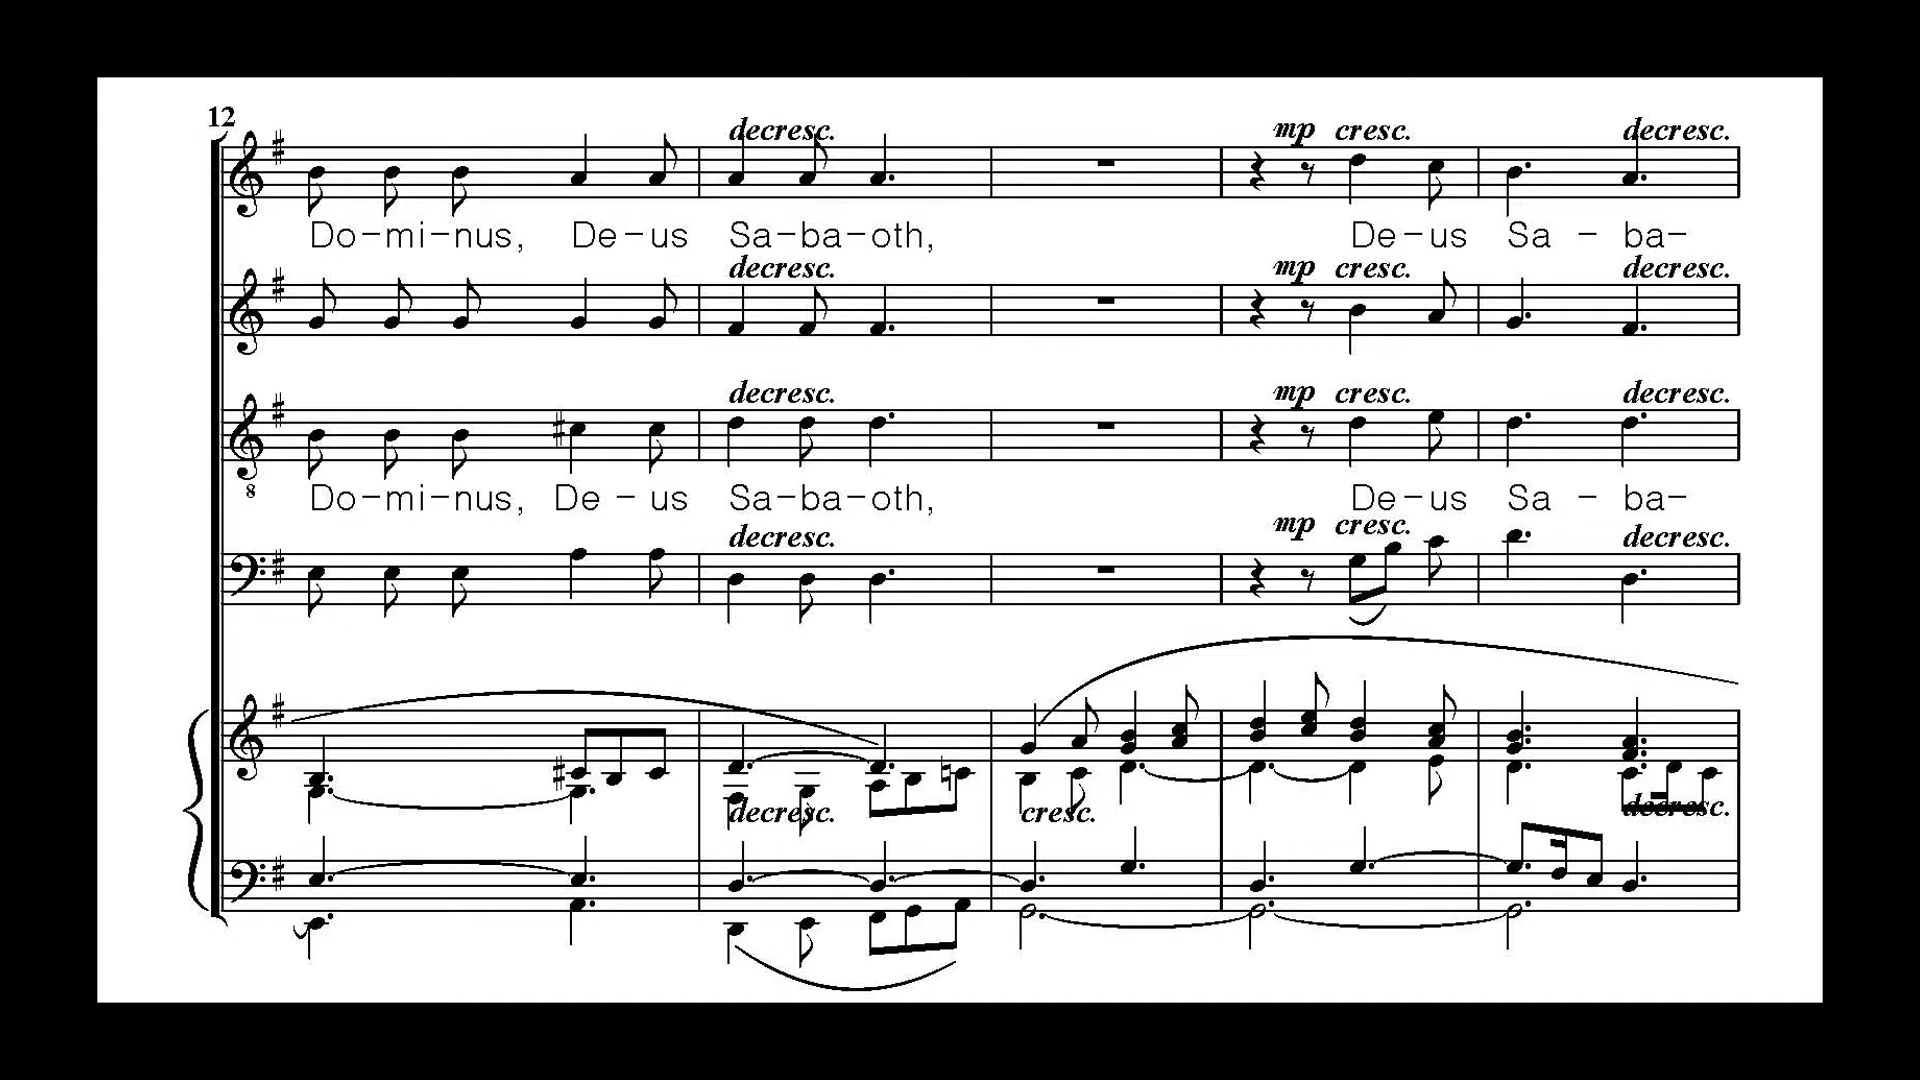 12
decresc. mp cresc. decresc.
Do-mi-nus, De-us Sa-ba-oth, De-us Sa - ba-
decresc. mp cresc. decresc.
decresc. mp cresc. decresc.
8
Do-mi-nus, De - us Sa-ba-oth, De-us Sa - ba-
decresc. mp cresc. decresc.
decresc. cresc. decresc.